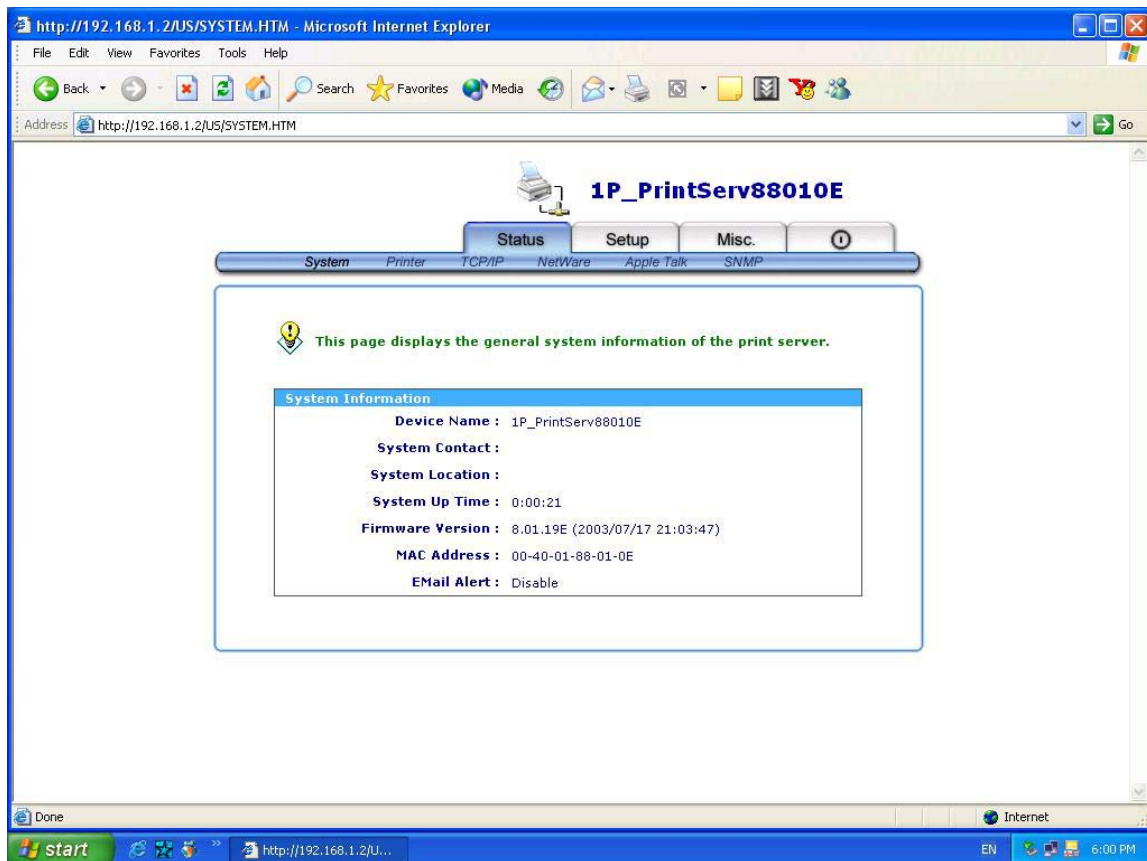 http://192.168.1.2/US/SYSTEM.HTM - Microsoft Internet Explorer
File Edit View Favorites Tools Help
Back Search Favorites Media
Address http://192.168.1.2/US/SYSTEM.HTM Go
1P_PrintServ88010E
Status Setup Misc.
System Printer TCP/IP NetWare Apple Talk SNMP
This page displays the general system information of the print server.
System Information
Device Name : 1P_PrintServ88010E
System Contact :
System Location :
System Up Time : 0:00:21
Firmware Version : 8.01.19E (2003/07/17 21:03:47)
MAC Address : 00-40-01-88-01-0E
EMail Alert : Disable
Done Internet
start http://192.168.1.2/U... EN 6:00 PM